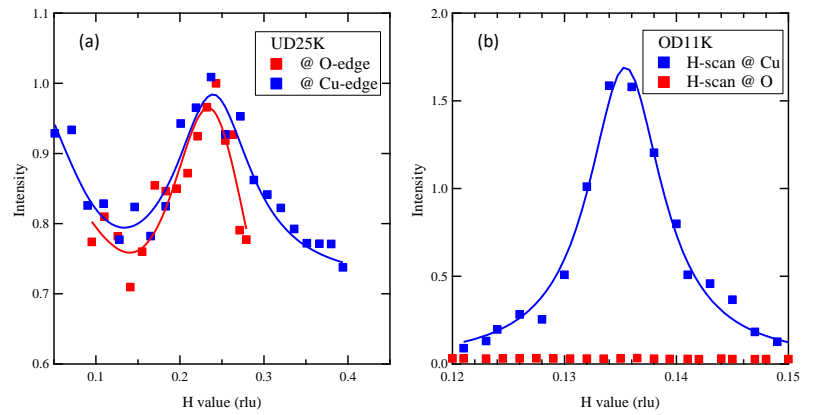 (a)
UD25K
@ O-edge
@ Cu-edge
Intensity
1.1
1.0
0.9
0.8
0.7
0.6
0.1
0.2
0.3
0.4
H value (rlu)
(b)
OD11K
H-scan @ Cu
H-scan @ O
Intensity
2.0
1.5
1.0
0.5
0.0
0.12
0.13
0.14
0.15
H value (rlu)